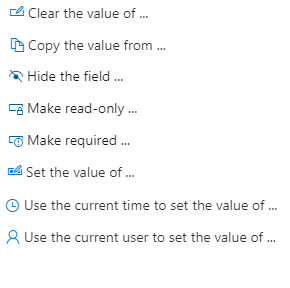 Clear the value of ...
Copy the value from ...
Hide the field ...
Make read-only ...
Make required ...
Set the value of ...
Use the current time to set the value of ...
Use the current user to set the value of ...